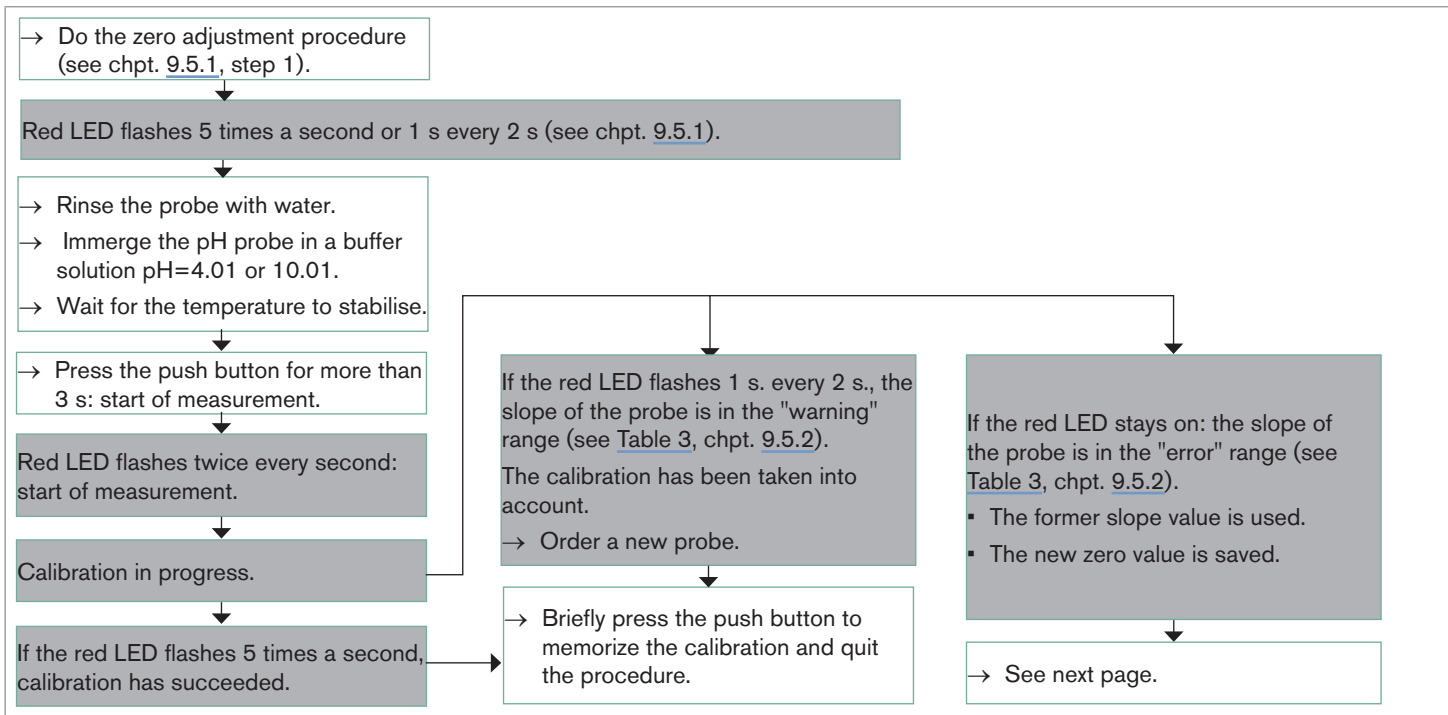 → Do the zero adjustment procedure
(see chpt. 9.5.1, step 1).
Red LED flashes 5 times a second or 1 s every 2 s (see chpt. 9.5.1).
→ Rinse the probe with water.
→ Immerge the pH probe in a buffer
solution pH=4.01 or 10.01.
→ Wait for the temperature to stabilise.
→ Press the push button for more than
3 s: start of measurement.
Red LED flashes twice every second:
start of measurement.
Calibration in progress.
If the red LED flashes 5 times a second,
calibration has succeeded.
If the red LED flashes 1 s. every 2 s., the
slope of the probe is in the "warning"
range (see Table 3, chpt. 9.5.2).
The calibration has been taken into
account.
→ Order a new probe.
→ Briefly press the push button to
memorize the calibration and quit
the procedure.
If the red LED stays on: the slope of
the probe is in the "error" range (see
Table 3, chpt. 9.5.2).
▪ The former slope value is used.
▪ The new zero value is saved.
→ See next page.